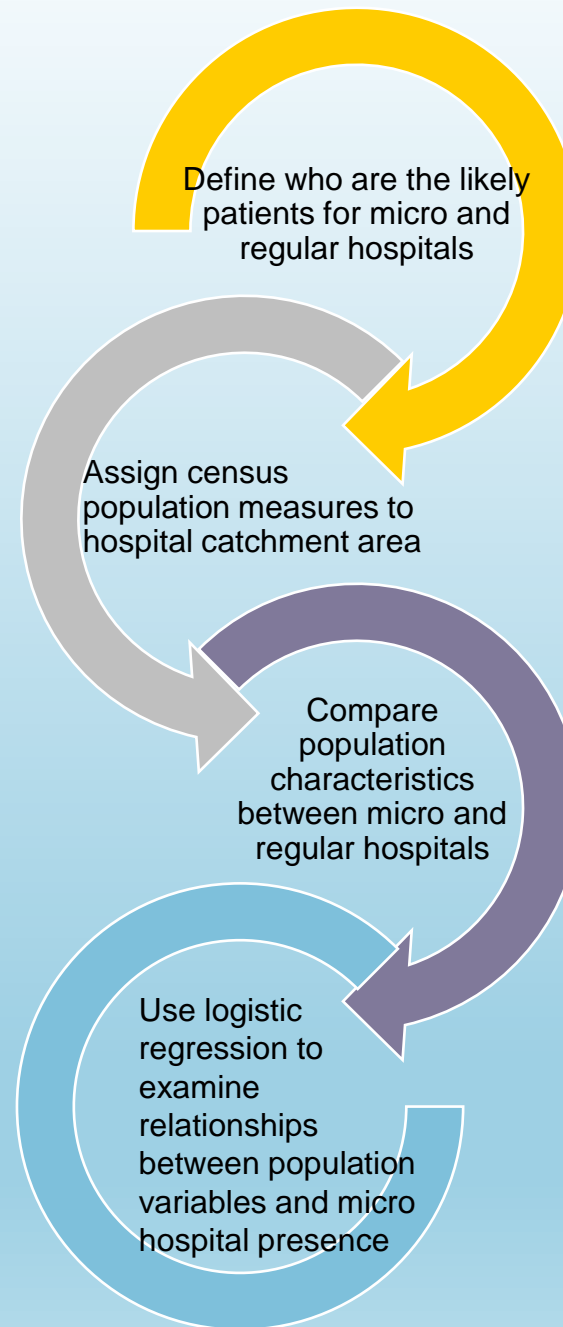 Define who are the likely
patients for micro and
regular hospitals
Assign census
population measures to
hospital catchment area
Compare
population
characteristics
between micro and
regular hospitals
Use logistic
regression to
examine
relationships
between population
variables and micro
hospital presence